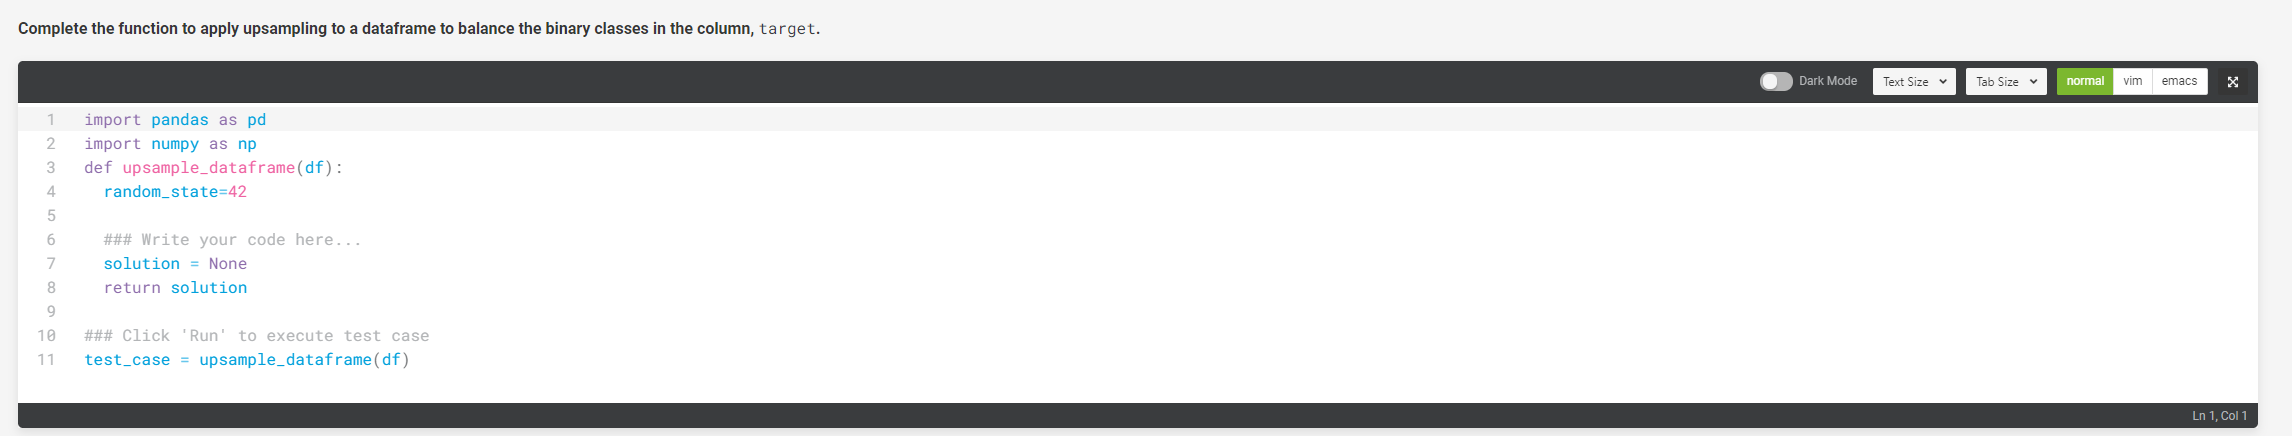 Complete the function to apply upsampling to a dataframe to balance the binary classes in the column, target.
Dark Mode Text Size Tab Size normal vim emacs
1 import pandas as pd
2 import numpy as np
3 def upsample_dataframe(df):
4 random_state=42
5
6 ### Write your code here...
7 solution = None
8 return solution
9
10 ### Click 'Run' to execute test case
11 test_case = upsample_dataframe(df)
Ln 1, Col 1